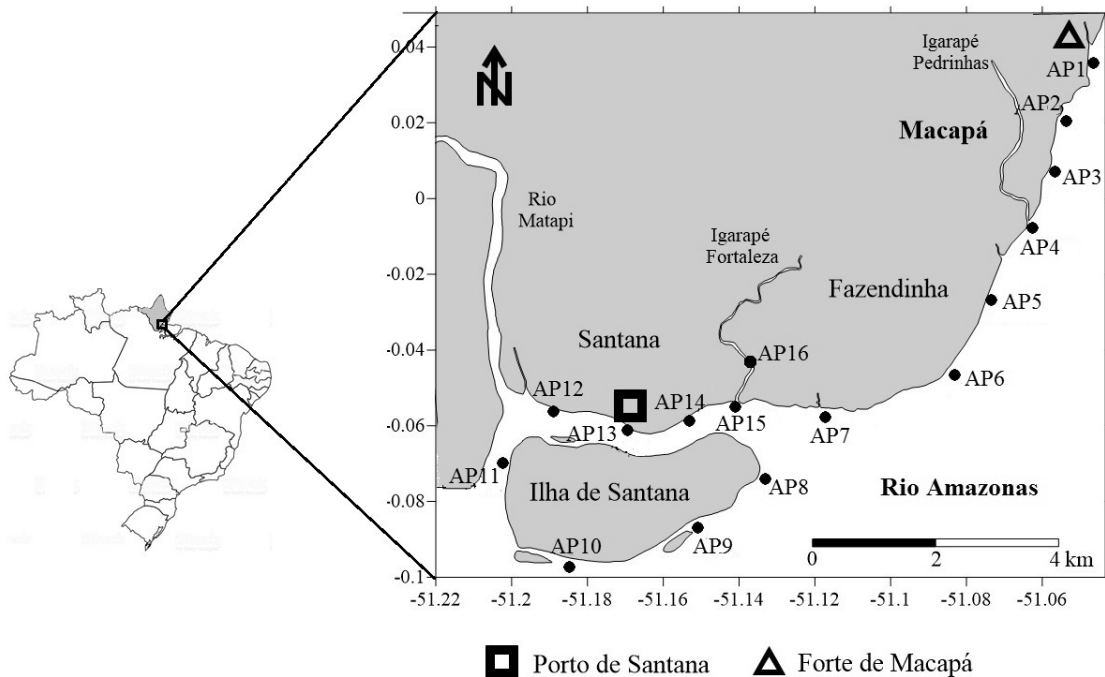 0.04
0.02
0
-0.02
-0.04
-0.06
-0.08
-0.1
-51.22
-51.2
-51.18
-51.16
-51.14
-51.12
-51.1
-51.08
-51.06
N
Igarapé
Pedrinhas
AP1
AP2
Macapá
AP3
Rio
Matapi
Igarapé
Fortaleza
AP4
Fazendinha
AP5
Santana
AP16
AP6
AP12
AP14
AP13
AP15
AP7
AP11
Ilha de Santana
AP8
Rio Amazonas
AP9
AP10
0
2
4
km
Porto de Santana
Forte de Macapá